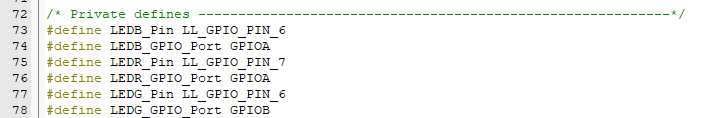 71
72 /* Private defines -----------------------------------------------------------*/
73 #define LEDB_Pin LL_GPIO_PIN_6
74 #define LEDB_GPIO_Port GPIOA
75 #define LEDR_Pin LL_GPIO_PIN_7
76 #define LEDR_GPIO_Port GPIOA
77 #define LEDG_Pin LL_GPIO_PIN_6
78 #define LEDG_GPIO_Port GPIOB